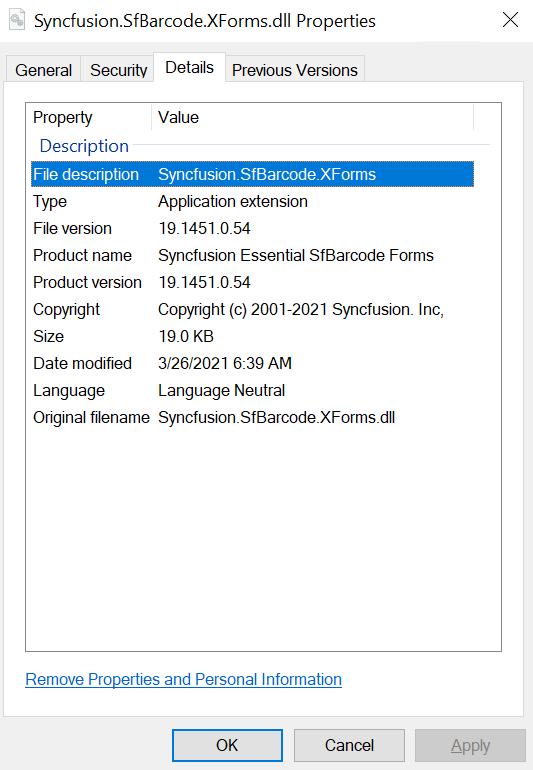 Syncfusion.SfBarcode.XForms.dll Properties
General Security Details Previous Versions
Property Value
Description
File description Syncfusion.SfBarcode.XForms
Type Application extension
File version 19.1451.0.54
Product name Syncfusion Essential SfBarcode Forms
Product version 19.1451.0.54
Copyright Copyright (c) 2001-2021 Syncfusion. Inc,
Size 19.0 KB
Date modified 3/26/2021 6:39 AM
Language Language Neutral
Original filename Syncfusion.SfBarcode.XForms.dll
Remove Properties and Personal Information
OK Cancel Apply